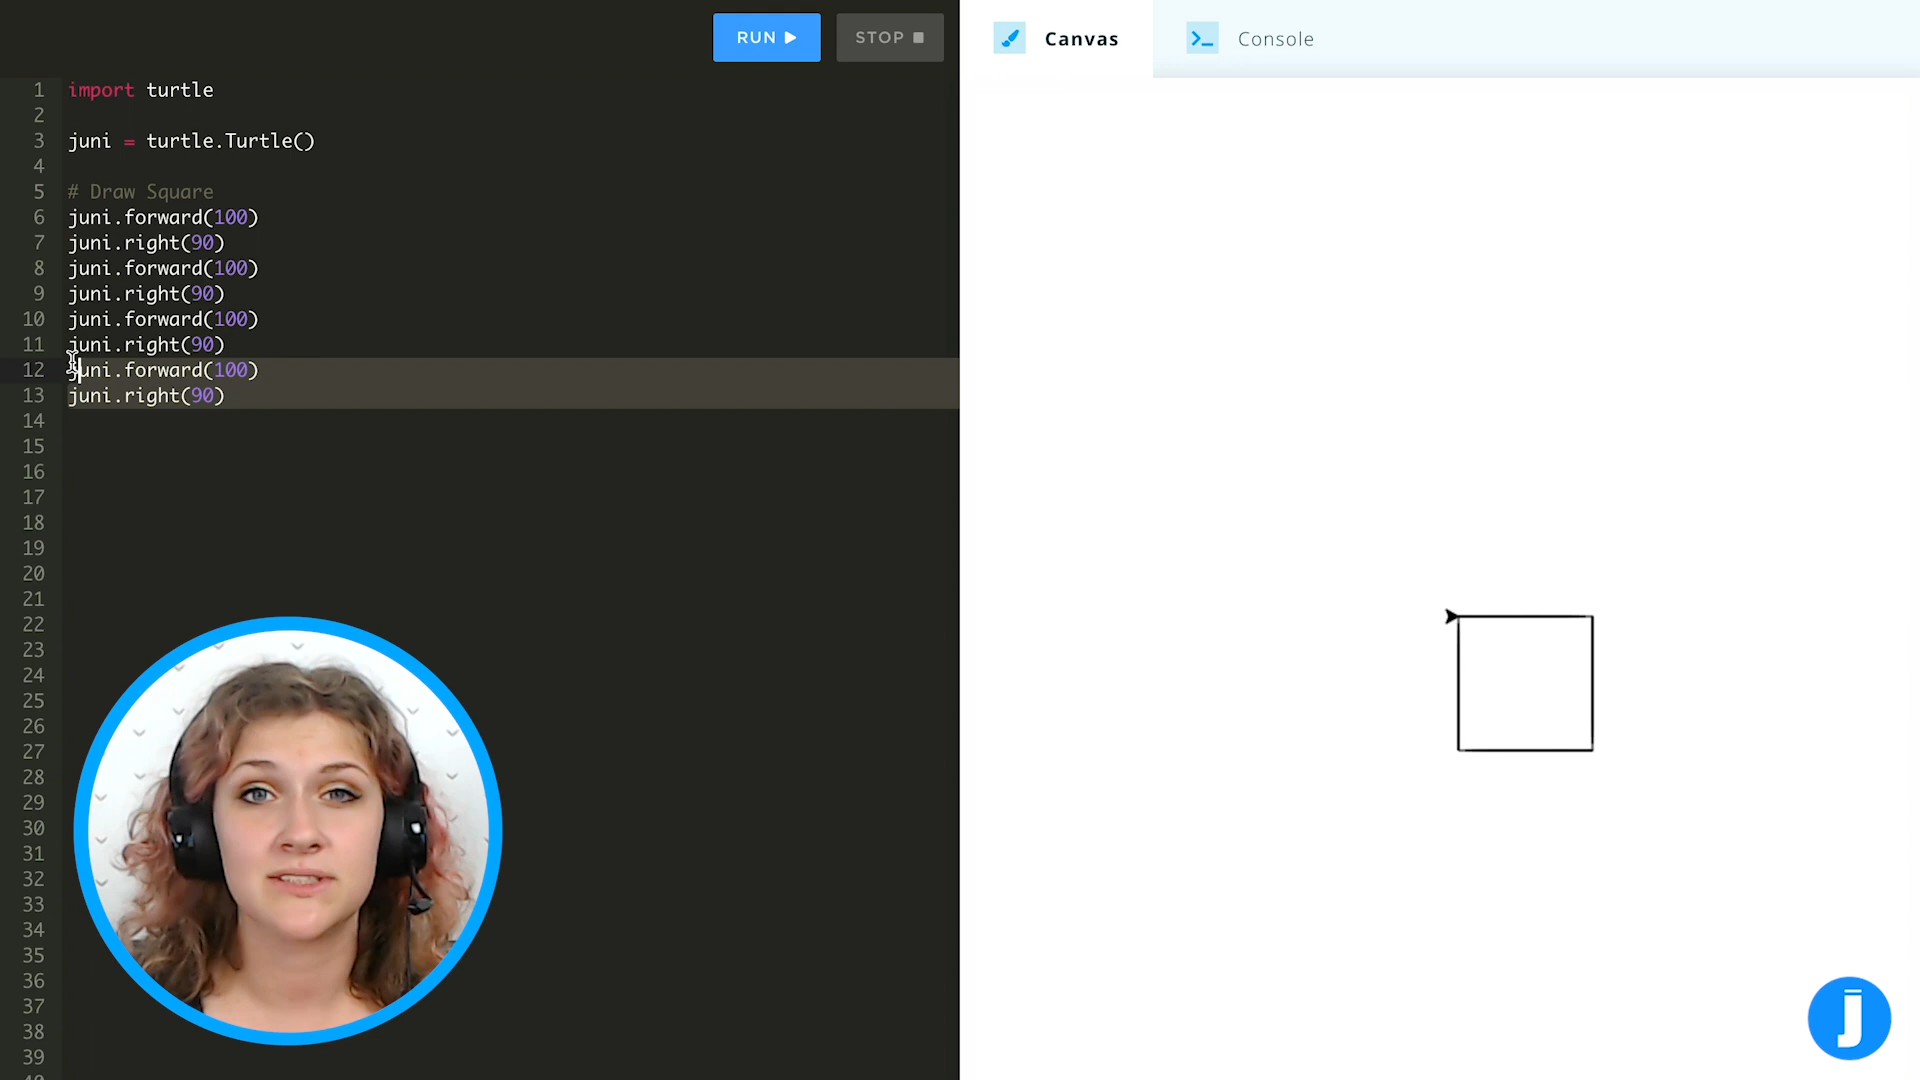 RUN
STOP
Canvas
Console
1 import turtle
2
3 juni = turtle.Turtle()
4
5 # Draw Square
6 juni.forward(100)
7 juni.right(90)
8 juni.forward(100)
9 juni.right(90)
10 juni.forward(100)
11 juni.right(90)
12 juni.forward(100)
13 juni.right(90)
14
15
16
17
18
19
20
21
22
23
24
25
26
27
28
29
30
31
32
33
34
35
36
37
38
39
j